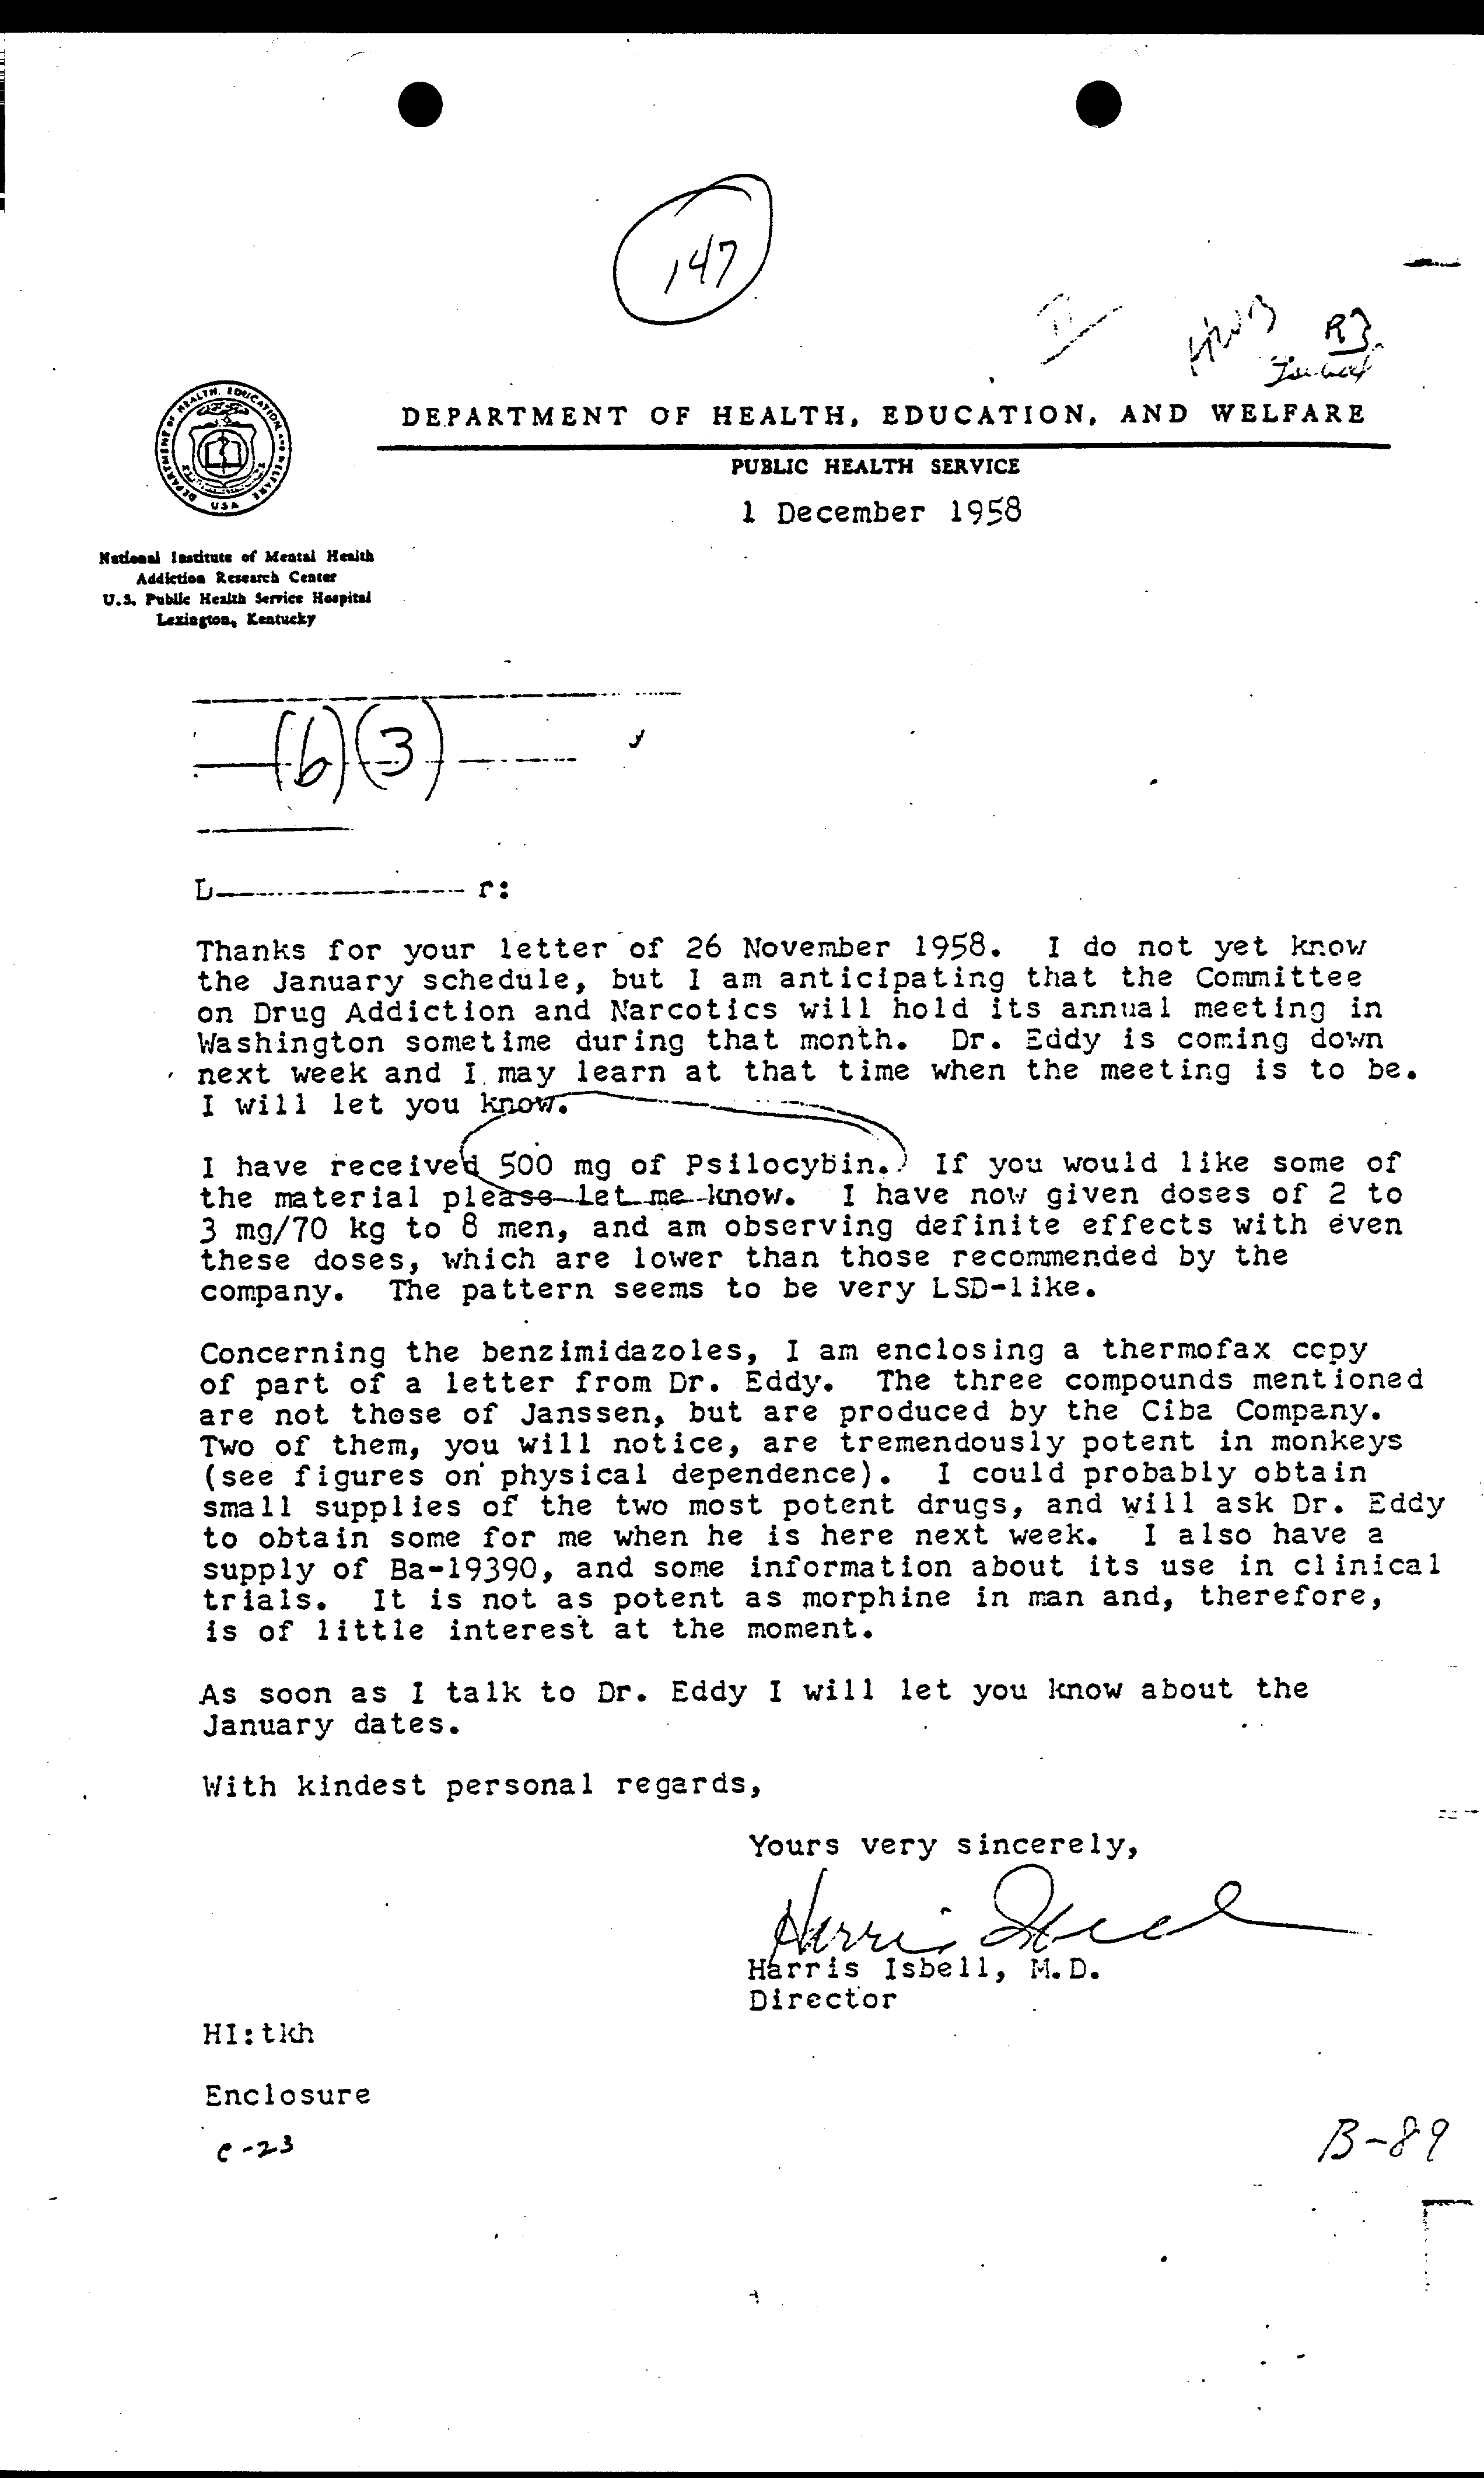 147
R3
DEPARTMENT OF HEALTH, EDUCATION, AND WELFARE
PUBLIC HEALTH SERVICE
1 December 1958
DEPARTMENT OF HEALTH, EDUCATION AND WELFARE
USA
National Institute of Mental Health
Addiction Research Center
U.S. Public Health Service Hospital
Lexington, Kentucky
(b)(3)
r:
Thanks for your letter of 26 November 1958. I do not yet know
the January schedule, but I am anticipating that the Committee
on Drug Addiction and Narcotics will hold its annual meeting in
Washington sometime during that month. Dr. Eddy is coming down
next week and I may learn at that time when the meeting is to be.
I will let you know.
I have received 500 mg of Psilocybin. If you would like some of
the material please let me know. I have now given doses of 2 to
3 mg/70 kg to 8 men, and am observing definite effects with even
these doses, which are lower than those recommended by the
company. The pattern seems to be very LSD-like.
Concerning the benzimidazoles, I am enclosing a thermofax copy
of part of a letter from Dr. Eddy. The three compounds mentioned
are not those of Janssen, but are produced by the Ciba Company.
Two of them, you will notice, are tremendously potent in monkeys
(see figures on physical dependence). I could probably obtain
small supplies of the two most potent drugs, and will ask Dr. Eddy
to obtain some for me when he is here next week. I also have a
supply of Ba-19390, and some information about its use in clinical
trials. It is not as potent as morphine in man and, therefore,
is of little interest at the moment.
As soon as I talk to Dr. Eddy I will let you know about the
January dates.
With kindest personal regards,
Yours very sincerely,
Harris Isbell
Harris Isbell, M.D.
Director
HI:tkh
Enclosure
C-23
B-89